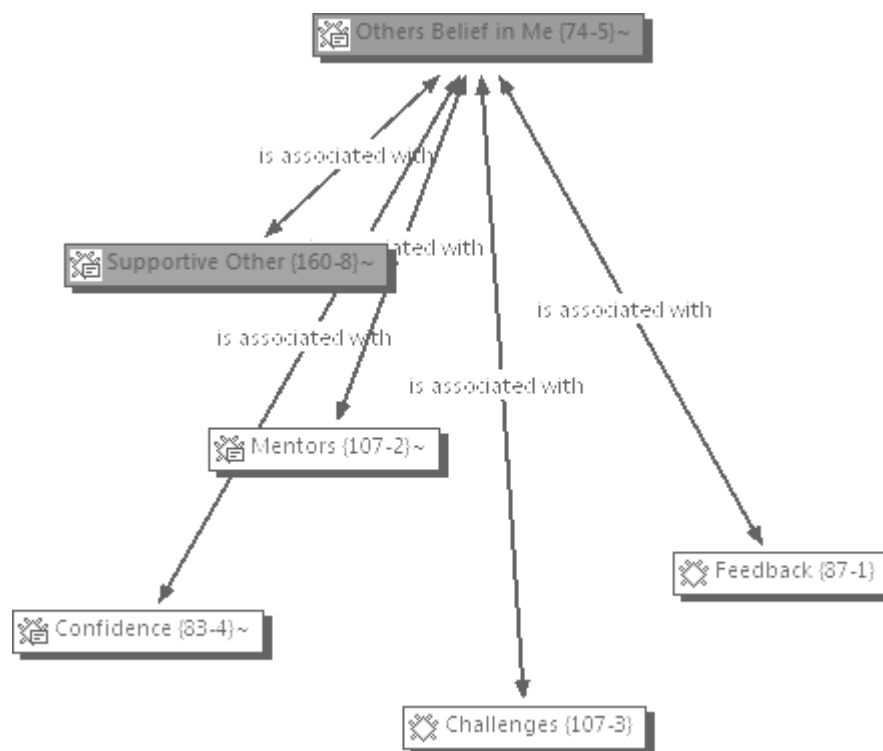 Others Belief in Me {74-5}~
is associated with
Supportive Other {160-8}~
ciated with
is associated with
is associated with
is associated with
Mentors {107-2}~
Feedback {87-1}
Confidence {83-4}~
Challenges {107-3}